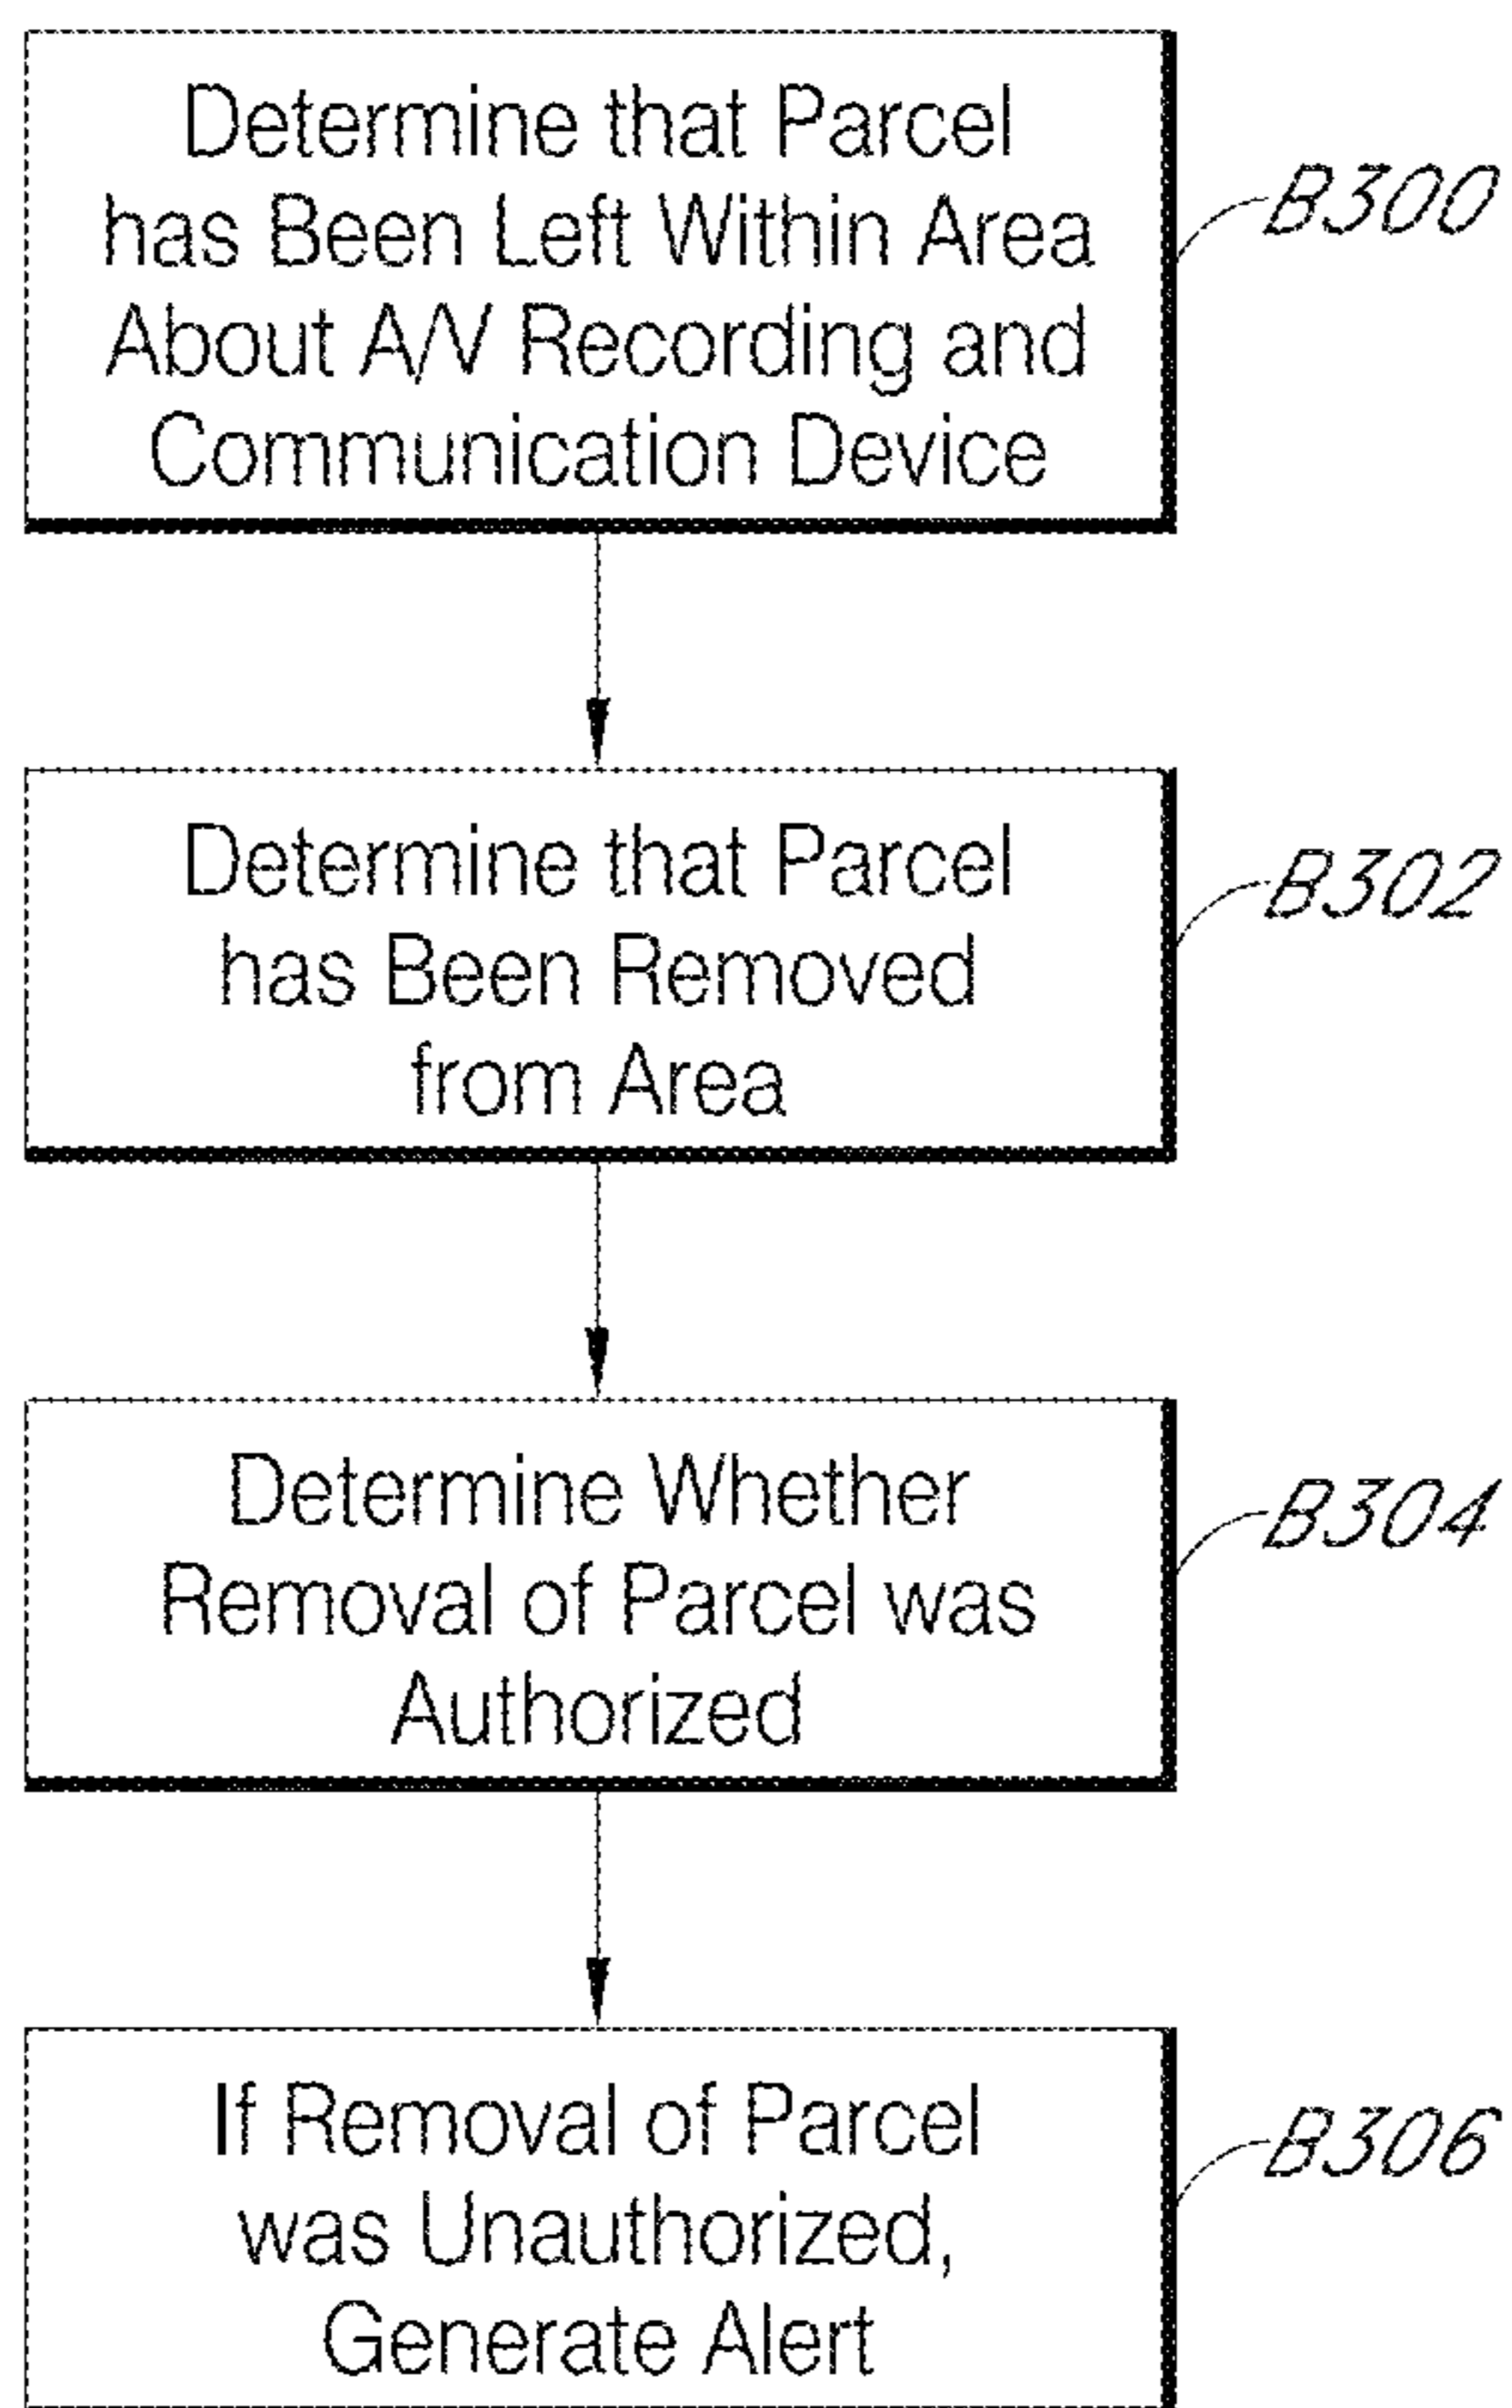 Determine that Parcel
has Been Left Within Area
About A/V Recording and
Communication Device
B300
Determine that Parcel
has Been Removed
from Area
B302
Determine Whether
Removal of Parcel was
Authorized
B304
If Removal of Parcel
was Unauthorized,
Generate Alert
B306